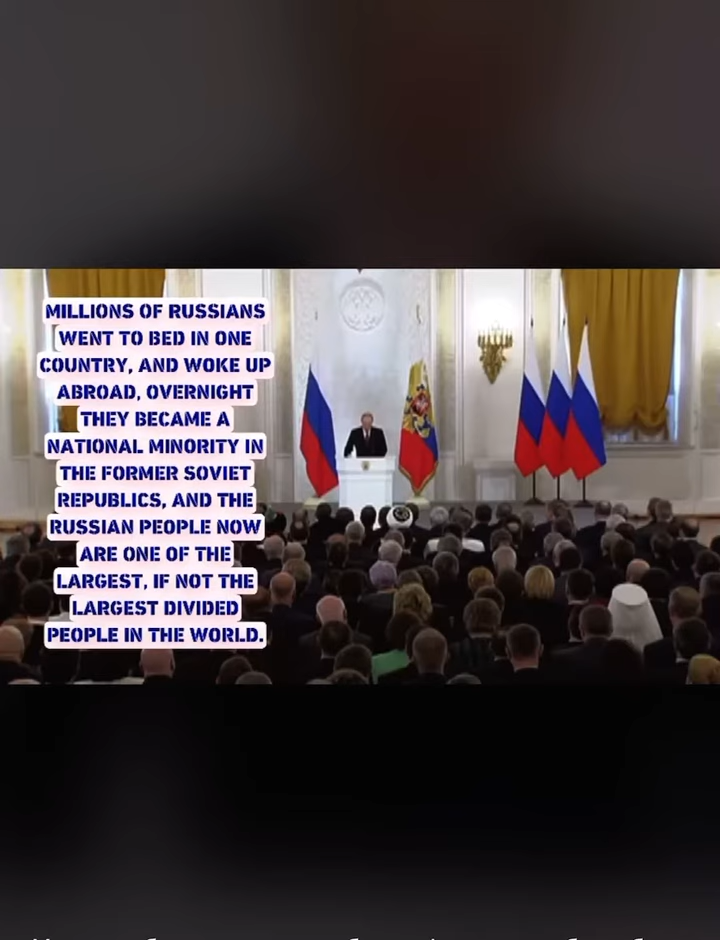 MILLIONS OF RUSSIANS
WENT TO BED IN ONE
COUNTRY, AND WOKE UP
ABROAD, OVERNIGHT
THEY BECAME A
NATIONAL MINORITY IN
THE FORMER SOVIET
REPUBLICS, AND THE
RUSSIAN PEOPLE NOW
ARE ONE OF THE
LARGEST, IF NOT THE
LARGEST DIVIDED
PEOPLE IN THE WORLD.